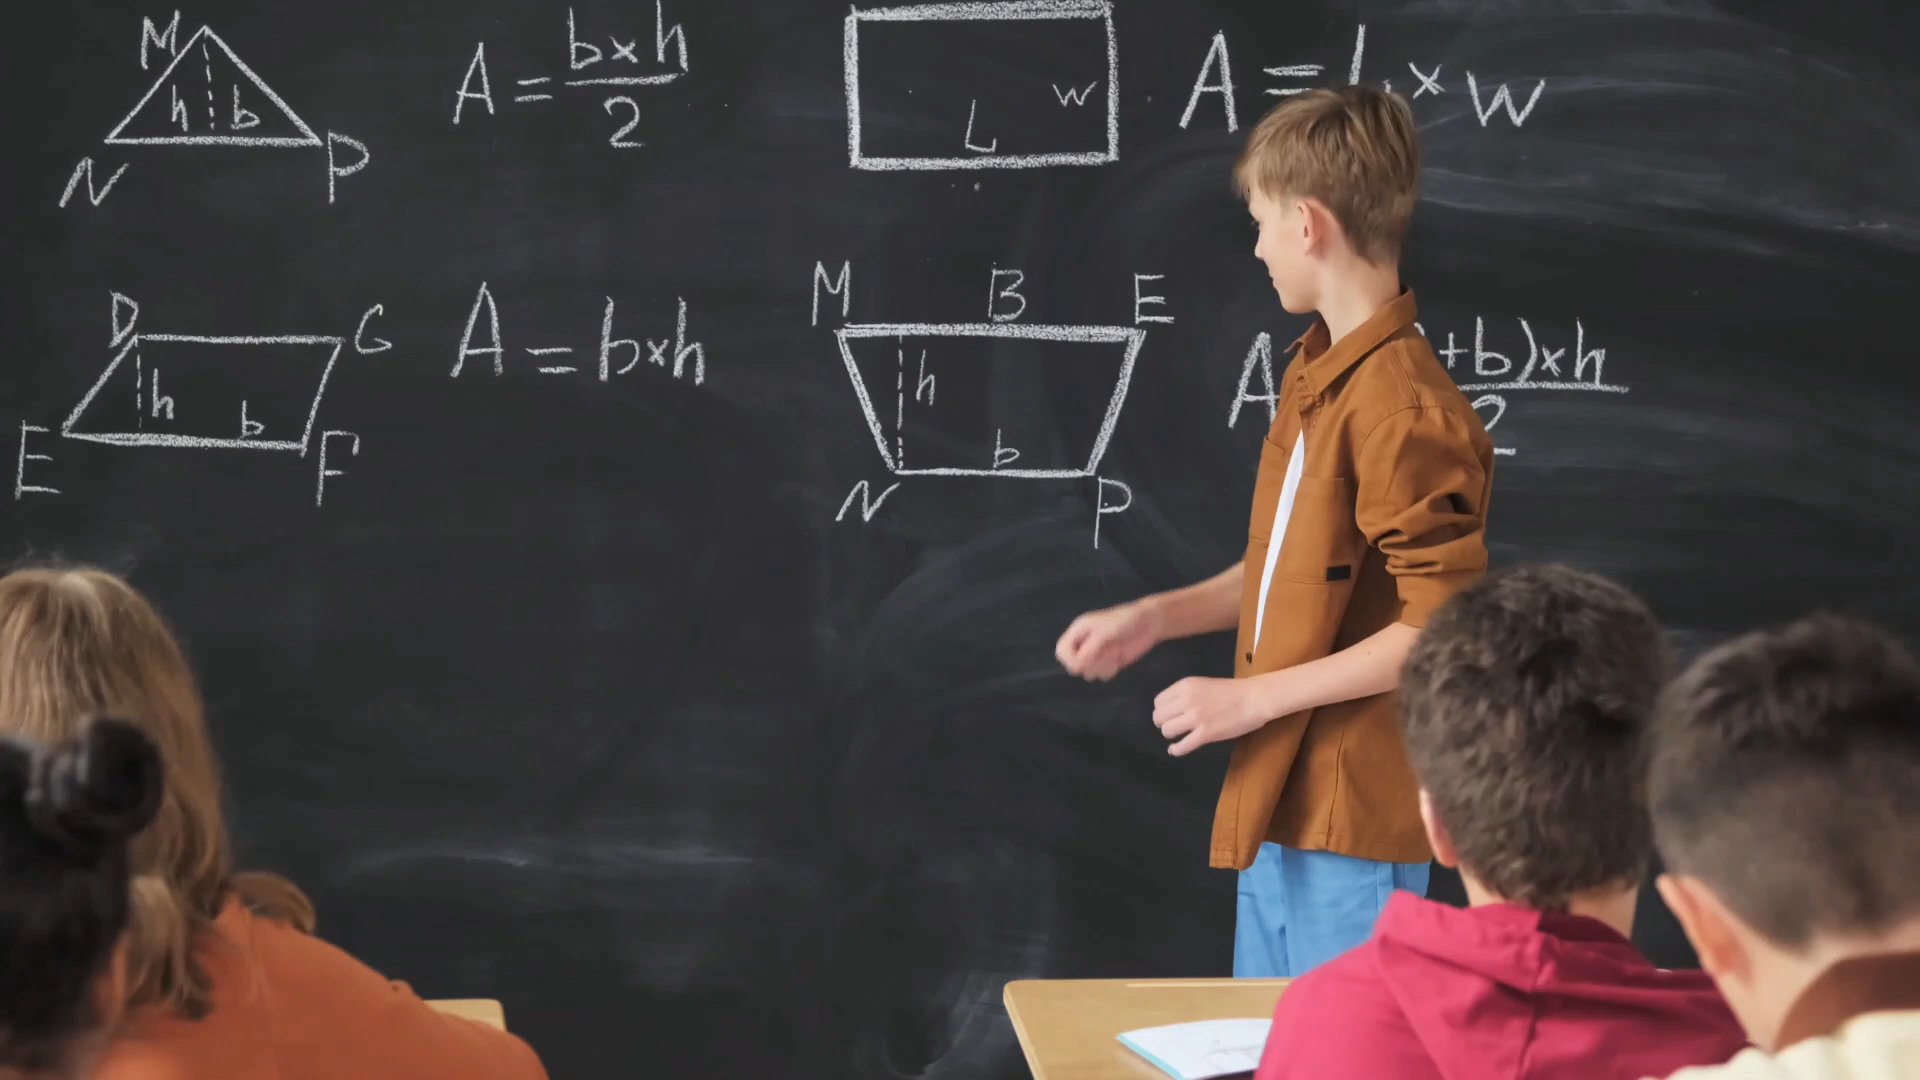 M
h b
N P
A = b×h / 2
W
L
A = L × W
D G
h b
E F
A = b×h
M B E
h
b
N P
A +b)×h / 2